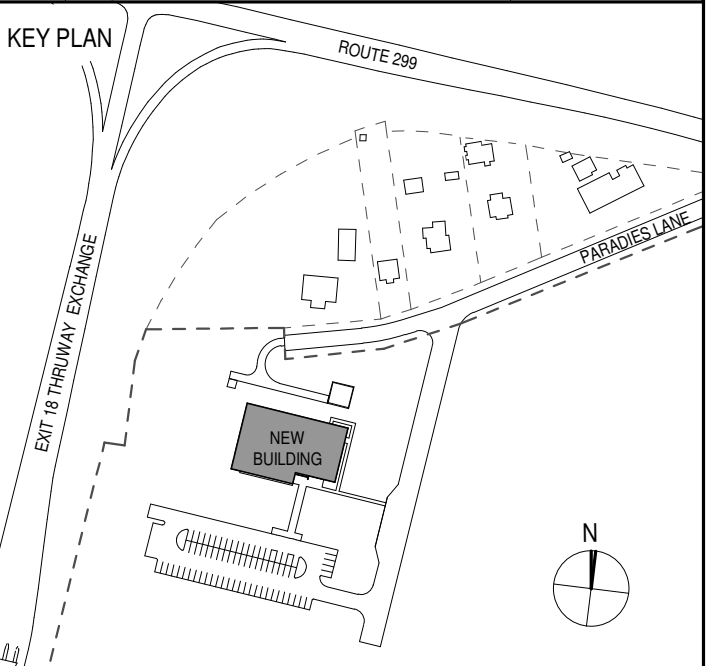 KEY PLAN
ROUTE 299
PARADIES LANE
EXIT 18 THRUWAY EXCHANGE
NEW
BUILDING
N